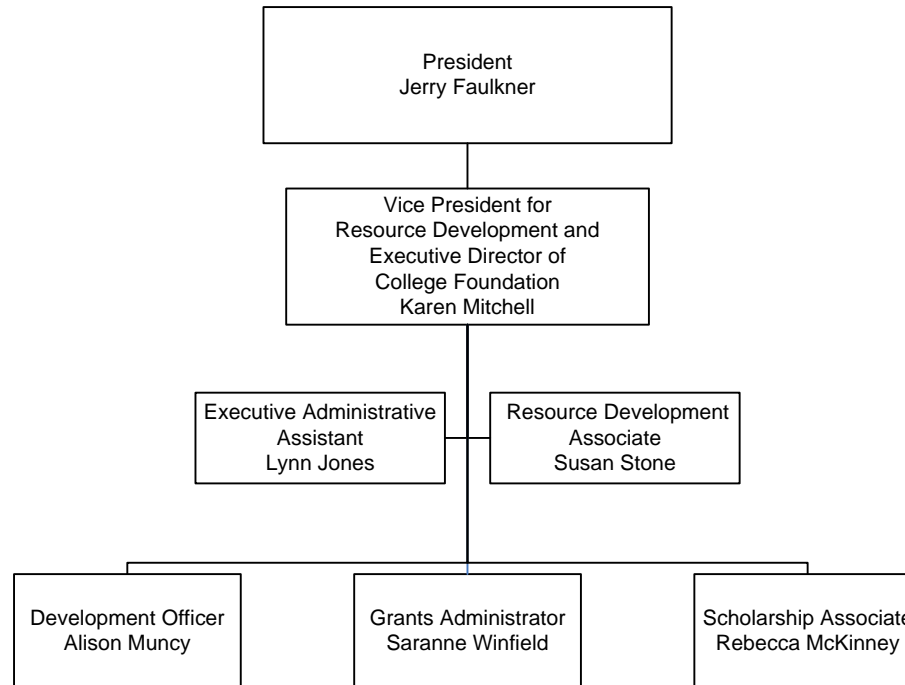 President
Jerry Faulkner
Vice President for
Resource Development and
Executive Director of
College Foundation
Karen Mitchell
Executive Administrative
Assistant
Lynn Jones
Resource Development
Associate
Susan Stone
Development Officer
Alison Muncy
Grants Administrator
Saranne Winfield
Scholarship Associate
Rebecca McKinney